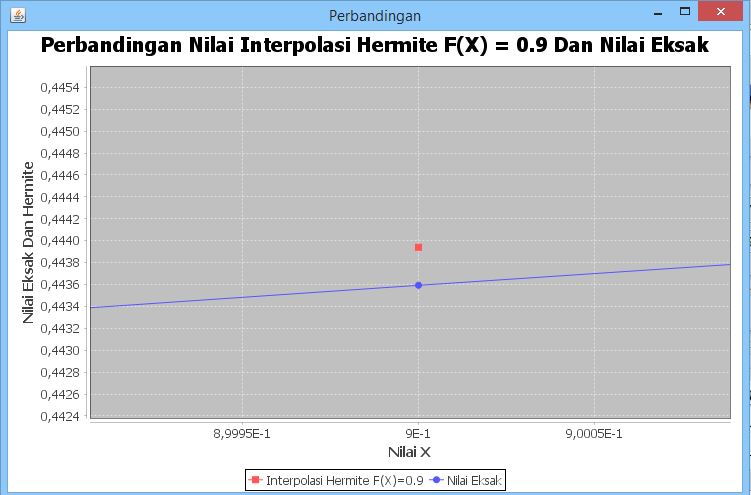 Perbandingan
Perbandingan Nilai Interpolasi Hermite F(X) = 0.9 Dan Nilai Eksak
Nilai Eksak Dan Hermite
0,4454
0,4452
0,4450
0,4448
0,4446
0,4444
0,4442
0,4440
0,4438
0,4436
0,4434
0,4432
0,4430
0,4428
0,4426
0,4424
8,9995E-1
9E-1
9,0005E-1
Nilai X
Interpolasi Hermite F(X)=0.9
Nilai Eksak